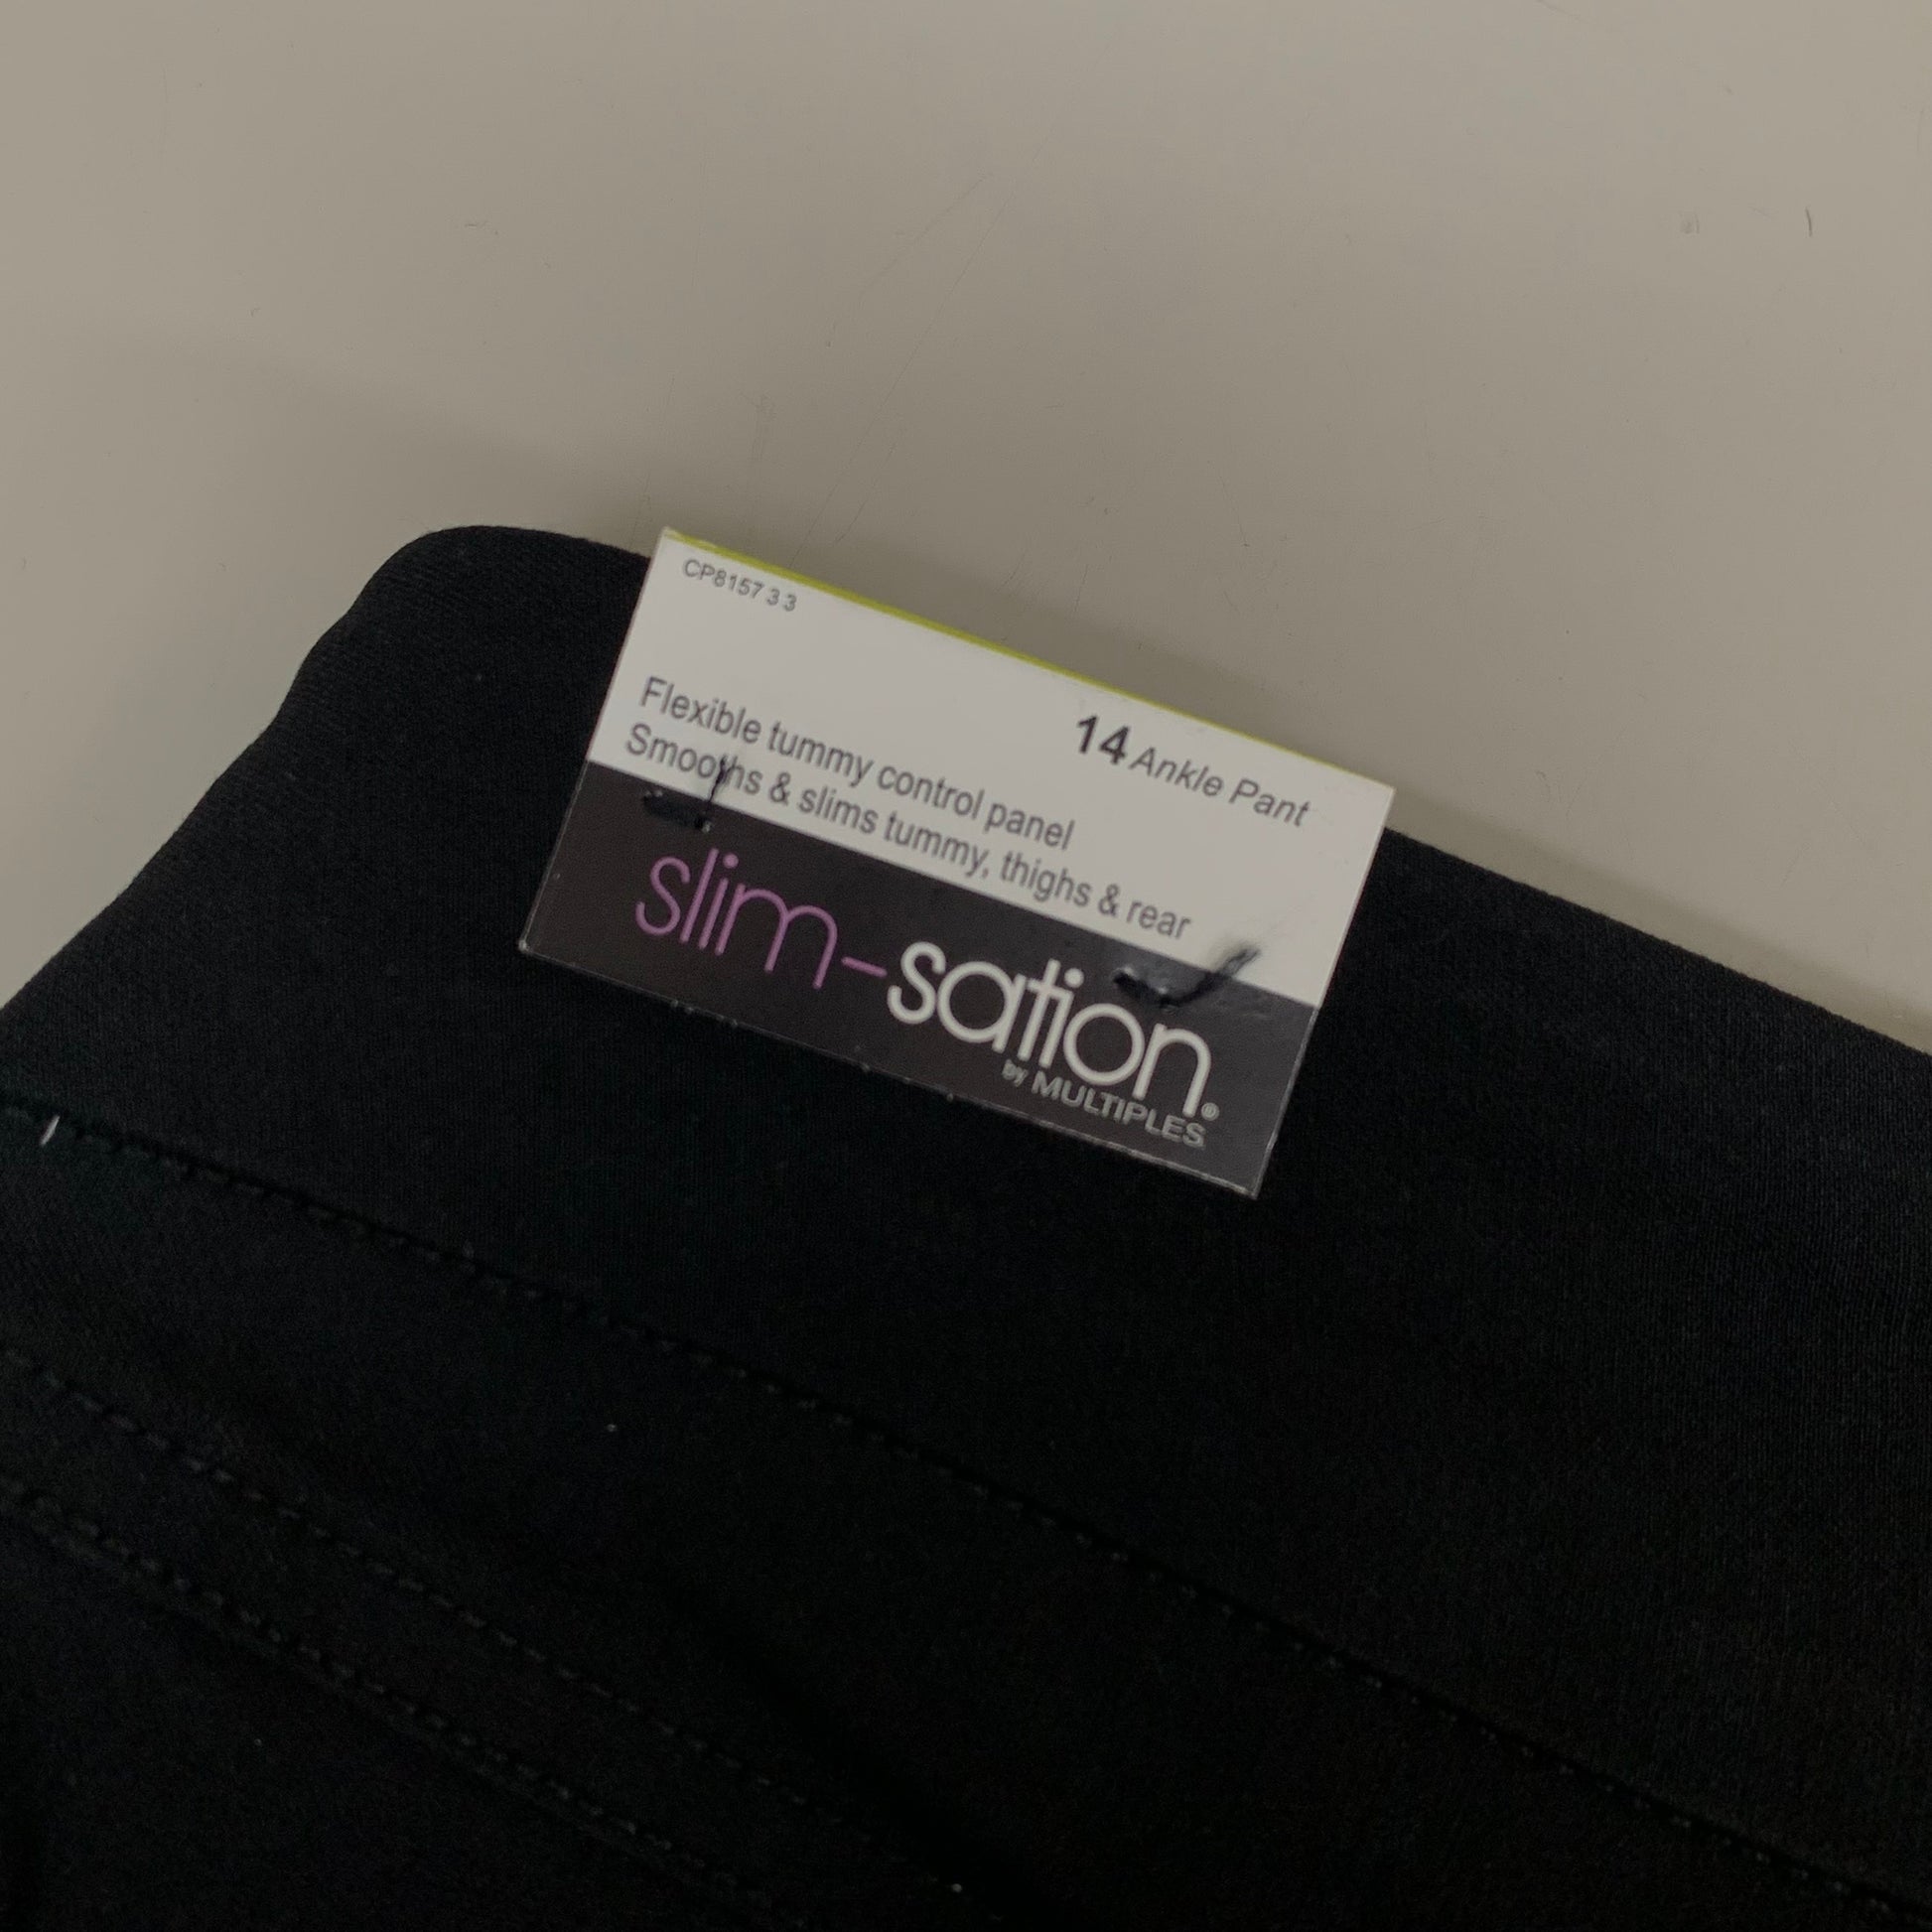 CP8157 3 3
14 Ankle Pant
Flexible tummy control panel
Smooths & slims tummy, thighs & rear
slim-sation®
by MULTIPLES